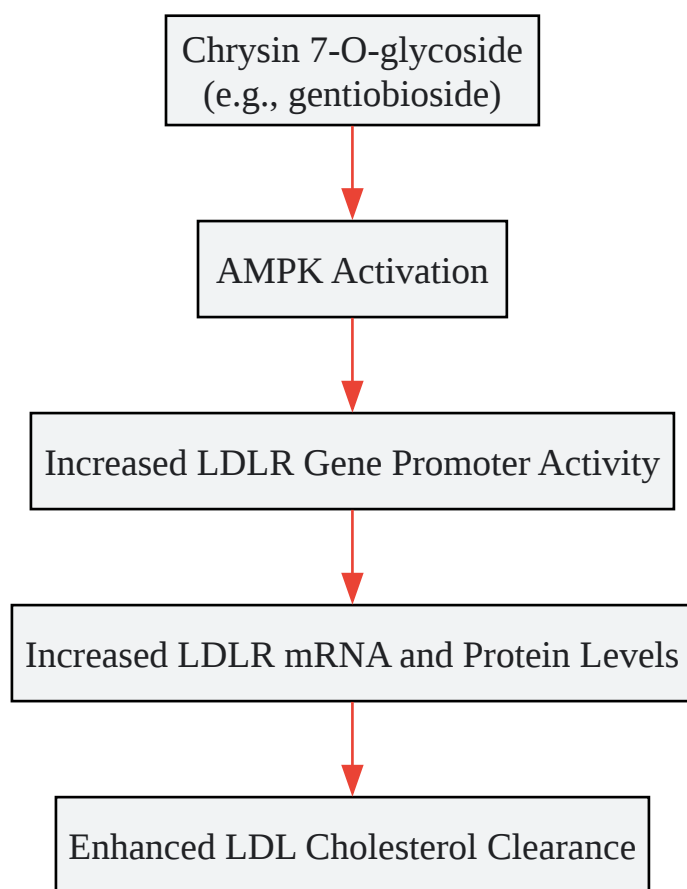 Chrysin 7-O-glycoside
(e.g., gentiobioside)
AMPK Activation
Increased LDLR Gene Promoter Activity
Increased LDLR mRNA and Protein Levels
Enhanced LDL Cholesterol Clearance